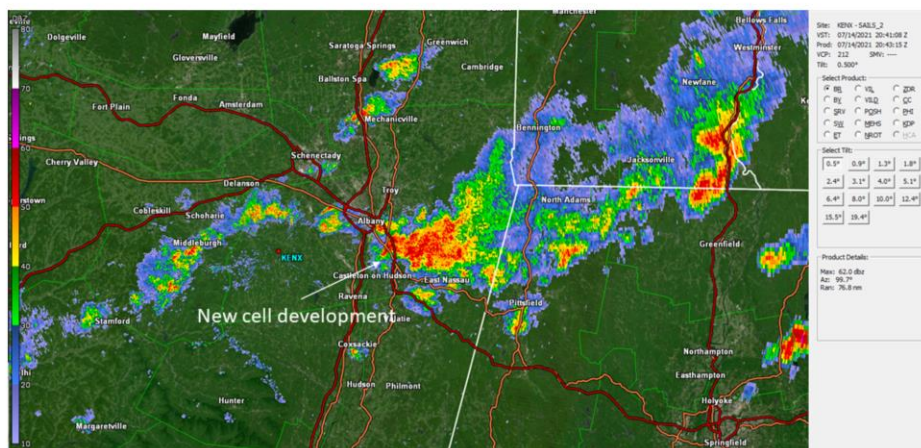 Dolgeville
Mayfield
Gloversville
Saratoga Springs
Greenwich
Manchester
Bellows Falls
Westminster
Ballston Spa
Cambridge
Newfane
Fort Plain
Fonda
Amsterdam
Mechanicville
Bennington
Schenectady
Jacksonville
Cherry Valley
Delanson
Troy
Cobleskill
Schoharie
Albany
North Adams
Middleburgh
KENX
Castleton on Hudson
East Nassau
Greenfield
Ravena
Pittsfield
Stamford
New cell development
Coxsackie
Northampton
Hudson
Philmont
Easthampton
Hunter
Holyoke
Margaretville
Springfield
80
70
60
50
40
30
20
10
Site: KENX - SAILS_2
VST: 07/14/2021 20:41:08 Z
Prod: 07/14/2021 20:43:15 Z
VCP: 212 SMV: ----
Tilt: 0.500°
Select Product:
BR VIL ZDR
BV VILD CC
SRV POSH PHI
SW MEHS KDP
ET NROT HCA
Select Tilt:
0.5° 0.9° 1.3° 1.8°
2.4° 3.1° 4.0° 5.1°
6.4° 8.0° 10.0° 12.4°
15.5° 19.4°
Product Details:
Max: 62.0 dbz
Az: 99.7°
Ran: 76.8 nm